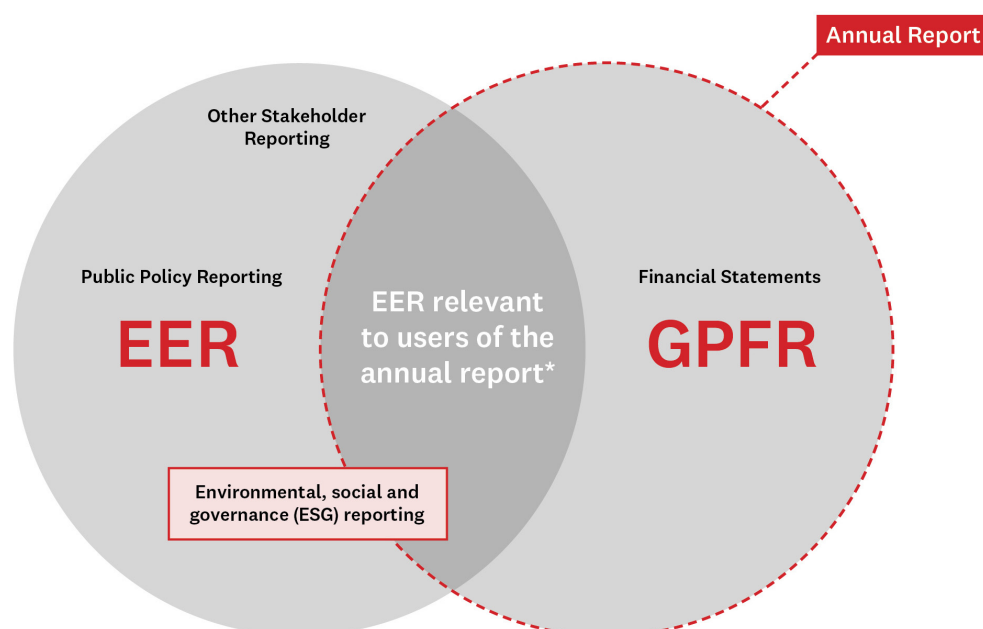 Annual Report
Other Stakeholder
Reporting
Public Policy Reporting
EER
EER relevant
to users of the
annual report*
Financial Statements
GPFR
Environmental, social and
governance (ESG) reporting